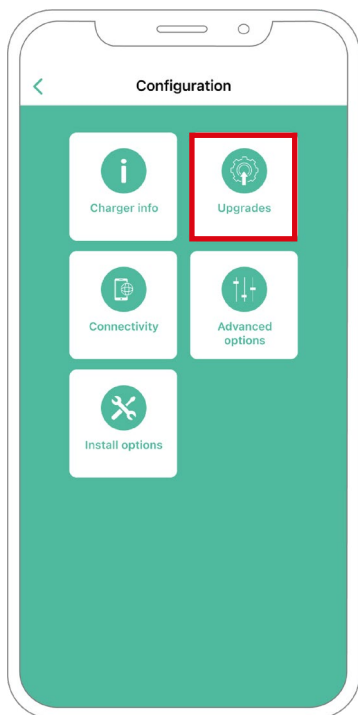 Configuration
Charger info
Upgrades
Connectivity
Advanced
options
Install options